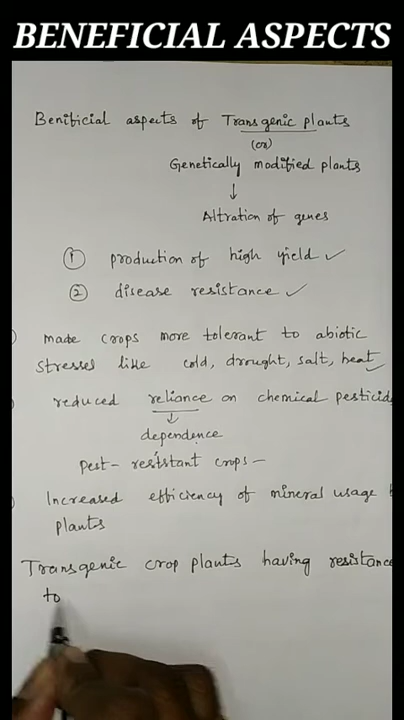 BENEFICIAL ASPECTS
Benificial aspects of Transgenic plants
(or)
Genetically modified plants
↓
Altration of genes
① production of high yield ✓
② disease resistance ✓
) made crops more tolerant to abiotic
stresses like cold, drought, salt, heat ✓
) reduced reliance on chemical pesticid
↓
dependence
pest- resistant crops -
) Increased efficiency of mineral usage
plants
Transgenic crop plants having resistance
to